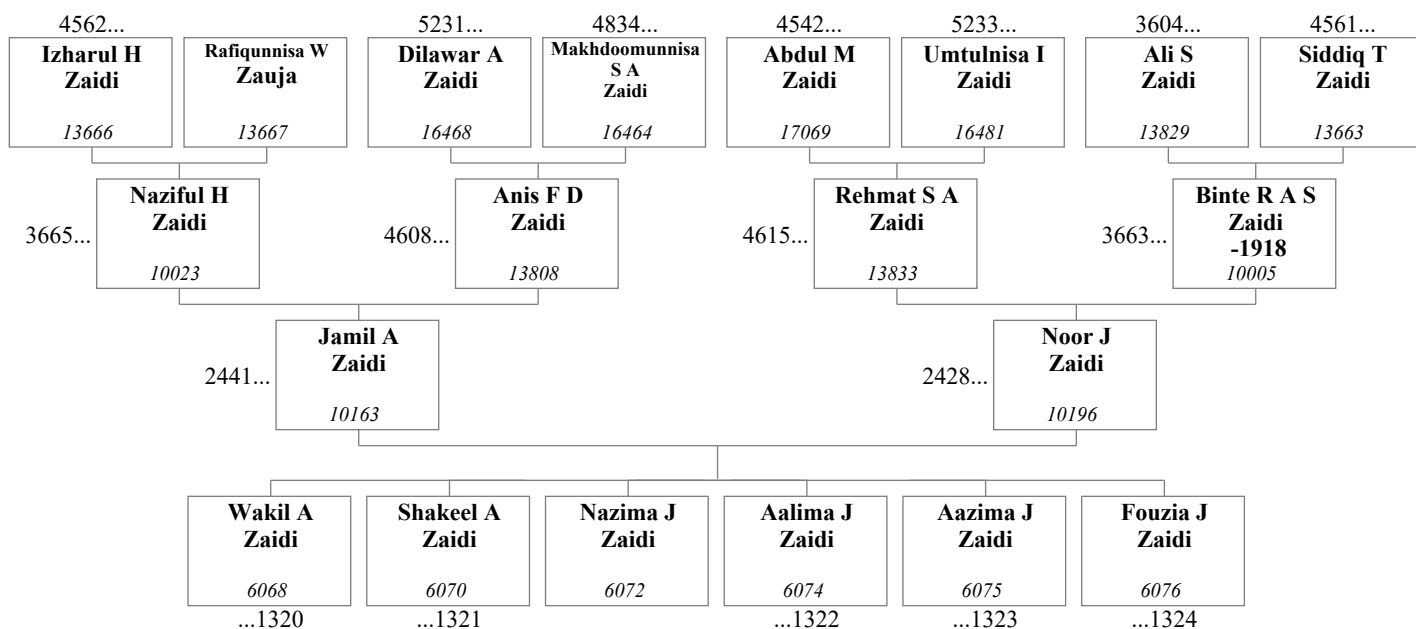 4562...
5231...
4834...
4542...
5233...
3604...
4561...
Izharul H
Zaidi
13666
Rafiqunnisa W
Zauja
13667
Dilawar A
Zaidi
16468
Makhdoomunnisa
S A
Zaidi
16464
Abdul M
Zaidi
17069
Umtulnisa I
Zaidi
16481
Ali S
Zaidi
13829
Siddiq T
Zaidi
13663
3665...
Naziful H
Zaidi
10023
4608...
Anis F D
Zaidi
13808
4615...
Rehmat S A
Zaidi
13833
3663...
Binte R A S
Zaidi
-1918
10005
2441...
Jamil A
Zaidi
10163
2428...
Noor J
Zaidi
10196
Wakil A
Zaidi
6068
...1320
Shakeel A
Zaidi
6070
...1321
Nazima J
Zaidi
6072
Aalima J
Zaidi
6074
...1322
Aazima J
Zaidi
6075
...1323
Fouzia J
Zaidi
6076
...1324